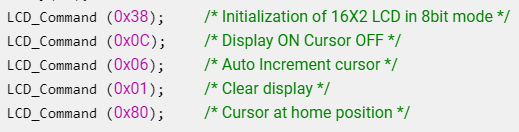 LCD_Command (0x38);     /* Initialization of 16X2 LCD in 8bit mode */
LCD_Command (0x0C);     /* Display ON Cursor OFF */
LCD_Command (0x06);     /* Auto Increment cursor */
LCD_Command (0x01);     /* Clear display */
LCD_Command (0x80);     /* Cursor at home position */